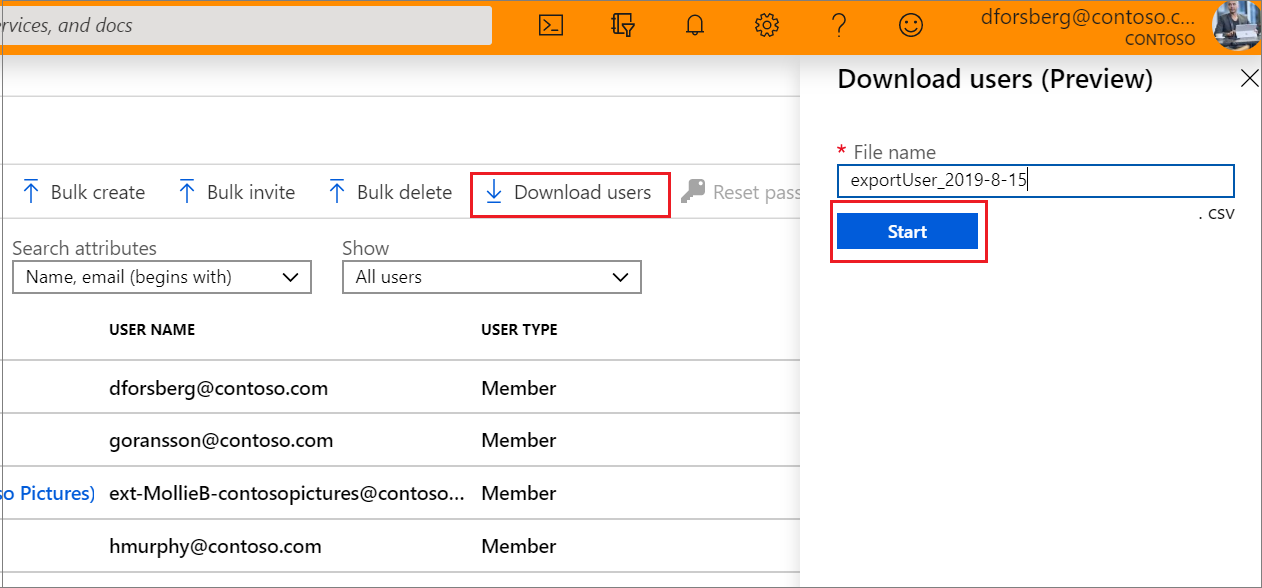 rvices, and docs
dforsberg@contoso.c...
CONTOSO
Download users (Preview)
* File name
exportUser_2019-8-15
. csv
Start
Bulk create
Bulk invite
Bulk delete
Download users
Reset pass
Search attributes
Show
Name, email (begins with)
All users
USER NAME
USER TYPE
dforsberg@contoso.com
Member
goransson@contoso.com
Member
so Pictures)
ext-MollieB-contosopictures@contoso...
Member
hmurphy@contoso.com
Member